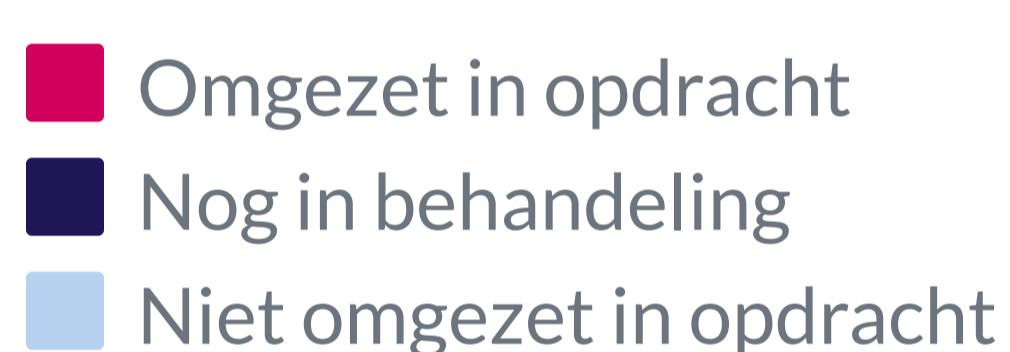 Omgezet in opdracht
Nog in behandeling
Niet omgezet in opdracht